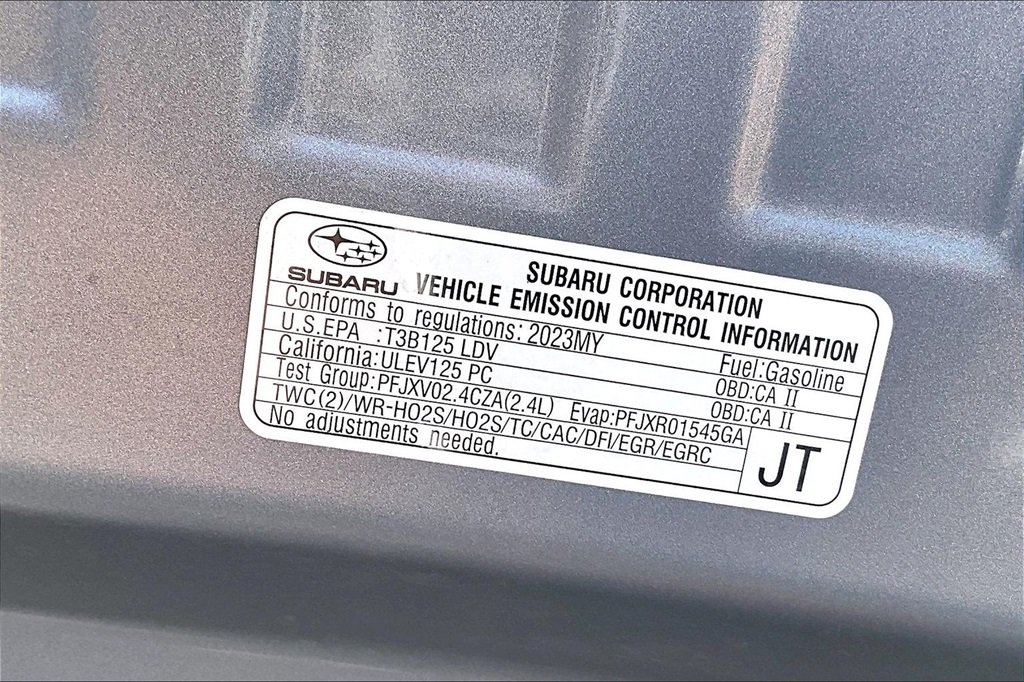 SUBARU
SUBARU CORPORATION
VEHICLE EMISSION CONTROL INFORMATION
Conforms to regulations: 2023MY Fuel:Gasoline
U.S.EPA :T3B125 LDV OBD:CA II
California:ULEV125 PC OBD:CA II
Test Group:PFJXV02.4CZA(2.4L) Evap:PFJXR01545GA
TWC(2)/WR-HO2S/HO2S/TC/CAC/DFI/EGR/EGRC
No adjustments needed.
JT